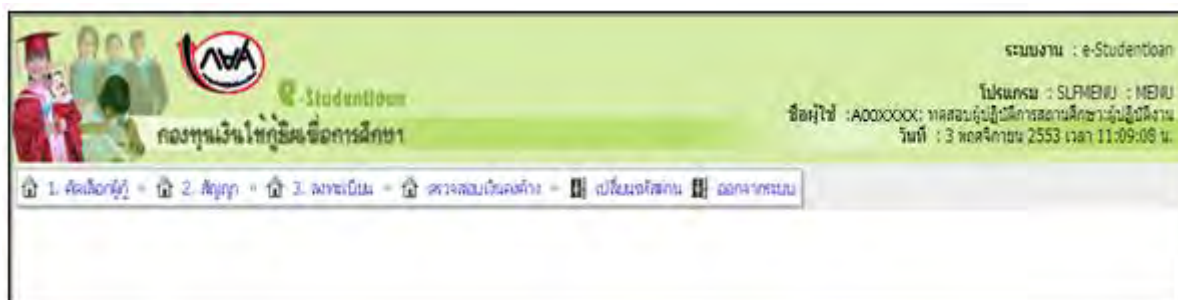 ระบบงาน : e-Studentloan
e-Studentloan
โปรแกรม : SLFMENU : MENU
ชื่อผู้ใช้ :A00XXXXX: ทดสอบผู้ปฏิบัติการสถานศึกษา:ผู้ปฏิบัติงาน
กองทุนเงินให้กู้ยืมเพื่อการศึกษา
วันที่ : 3 พฤศจิกายน 2553 เวลา 11:09:08 น.
1. คัดเลือกผู้กู้ 2. สัญญา 3. ลงทะเบียน ตรวจสอบเงินคงค้าง เปลี่ยนรหัสผ่าน ออกจากระบบ